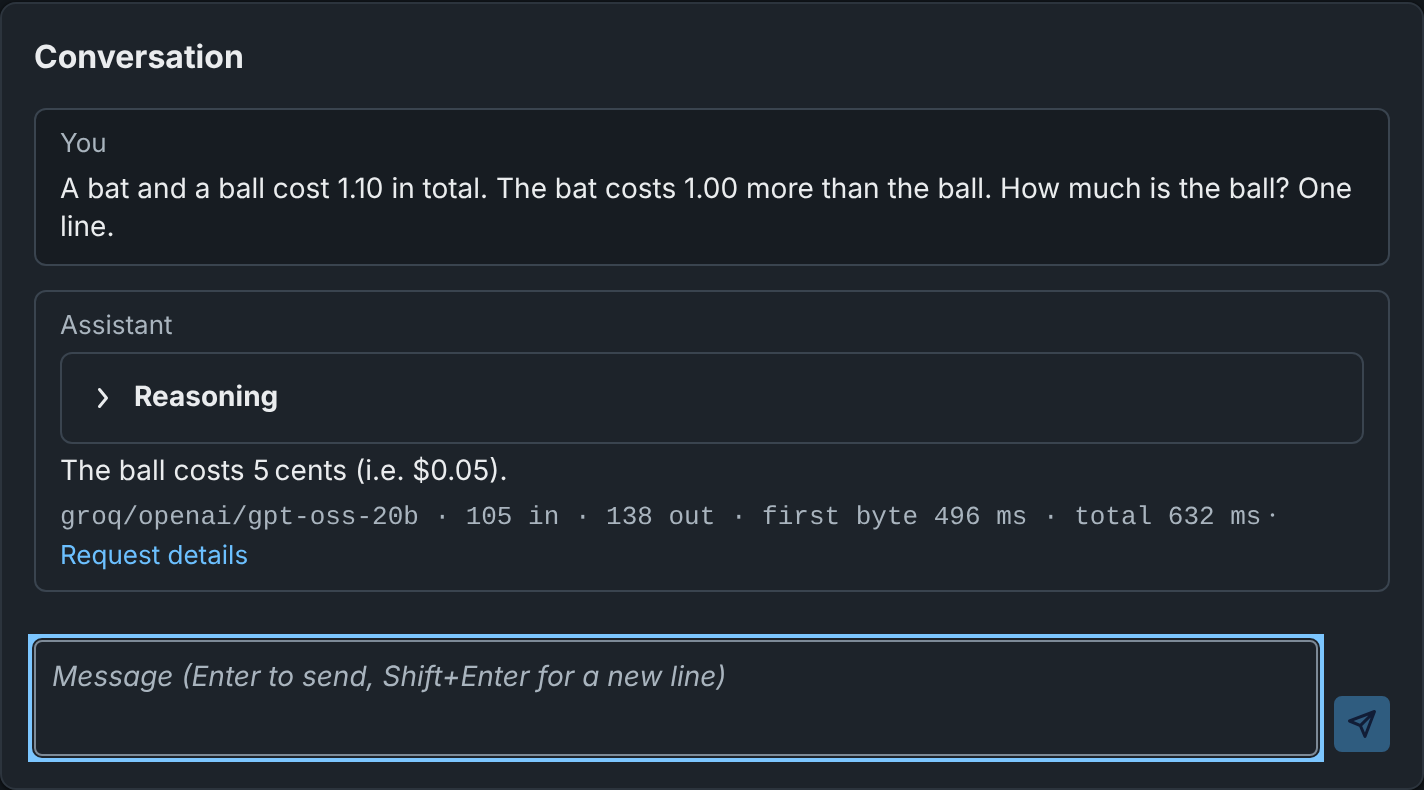 Conversation
You
A bat and a ball cost 1.10 in total. The bat costs 1.00 more than the ball. How much is the ball? One
line.
Assistant
Reasoning
The ball costs 5 cents (i.e. $0.05).
groq/openai/gpt-oss-20b · 105 in · 138 out · first byte 496 ms · total 632 ms ·
Request details
Message (Enter to send, Shift+Enter for a new line)